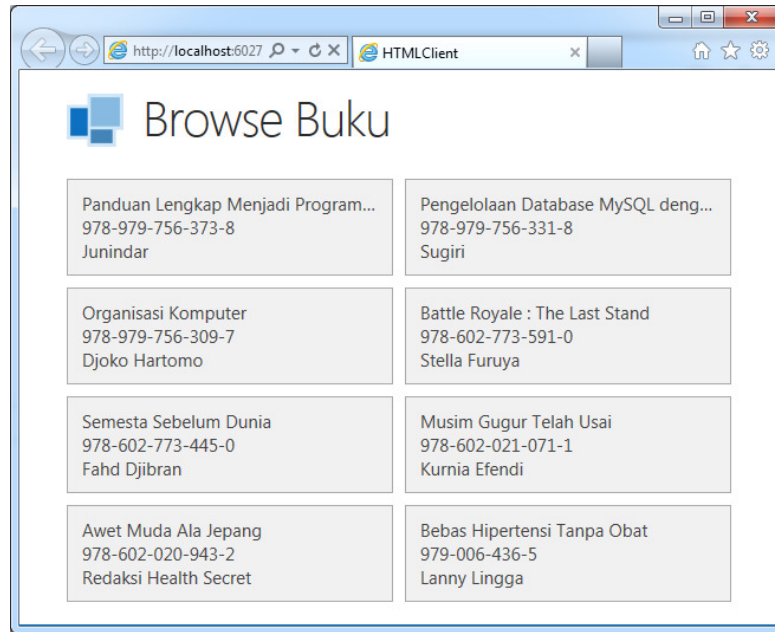 http://localhost:6027
HTMLClient
Browse Buku
Panduan Lengkap Menjadi Program...
978-979-756-373-8
Junindar
Pengelolaan Database MySQL deng...
978-979-756-331-8
Sugiri
Organisasi Komputer
978-979-756-309-7
Djoko Hartomo
Battle Royale : The Last Stand
978-602-773-591-0
Stella Furuya
Semesta Sebelum Dunia
978-602-773-445-0
Fahd Djibran
Musim Gugur Telah Usai
978-602-021-071-1
Kurnia Efendi
Awet Muda Ala Jepang
978-602-020-943-2
Redaksi Health Secret
Bebas Hipertensi Tanpa Obat
979-006-436-5
Lanny Lingga